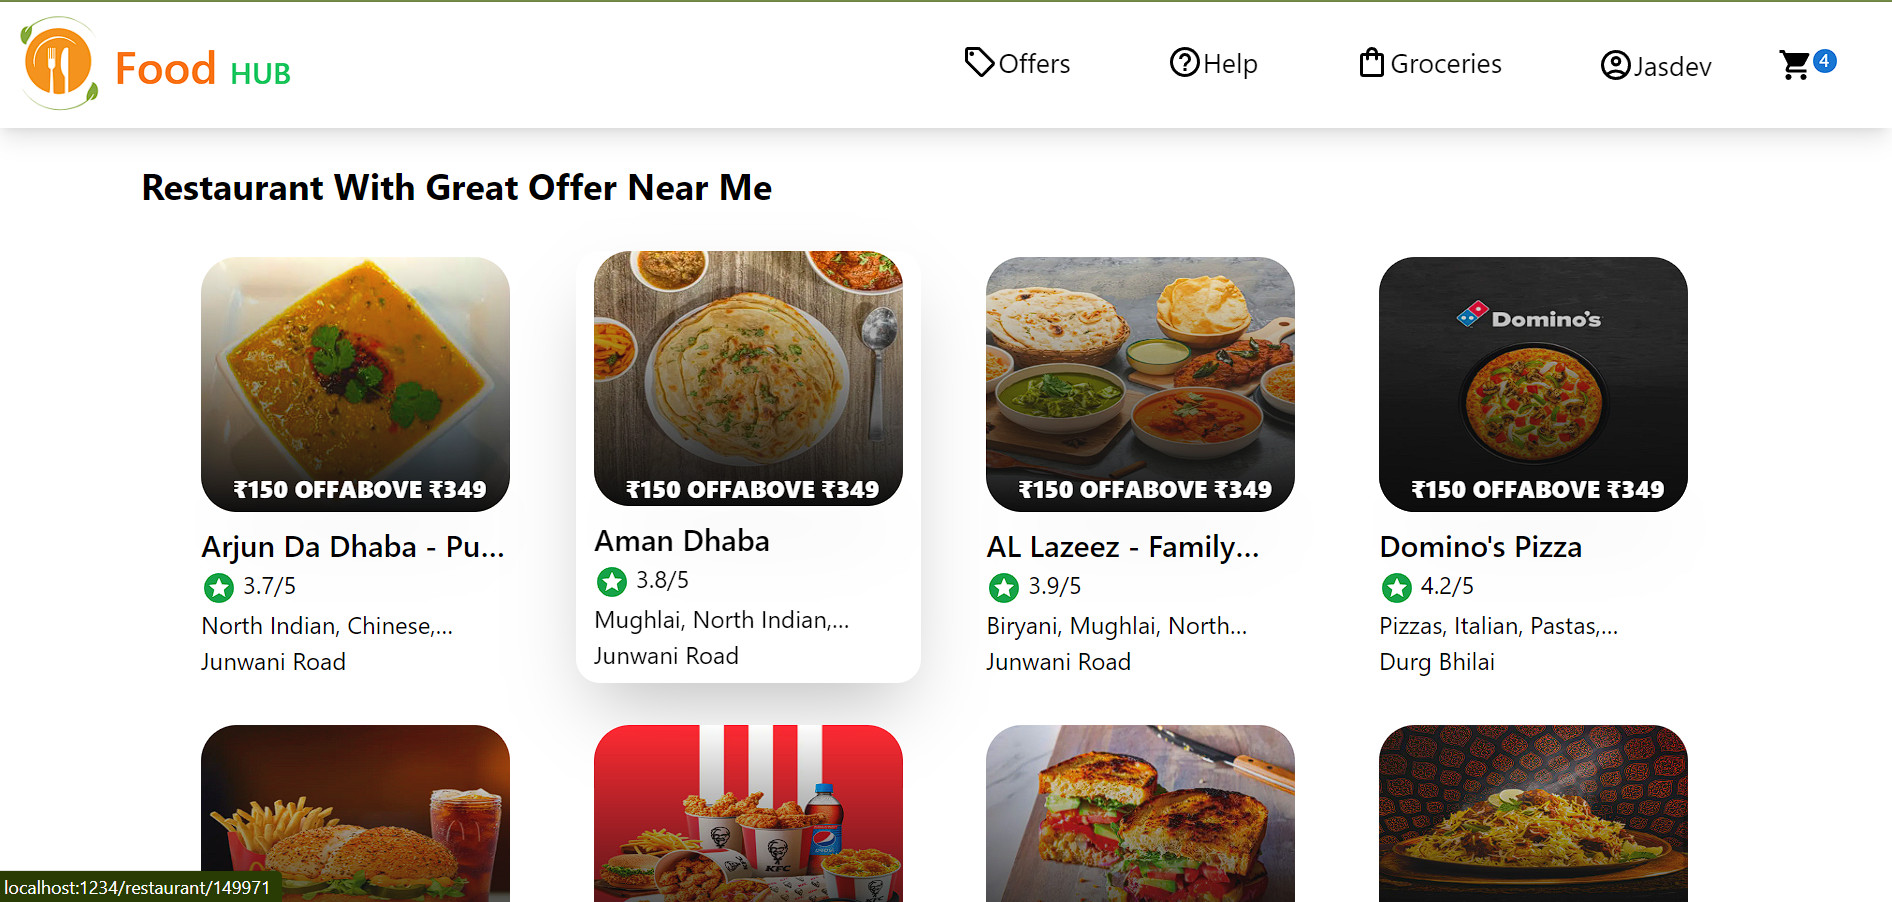 Food HUB
Offers
Help
Groceries
Jasdev
4
Restaurant With Great Offer Near Me
₹150 OFFABOVE ₹349
Arjun Da Dhaba - Pu...
3.7/5
North Indian, Chinese,...
Junwani Road
₹150 OFFABOVE ₹349
Aman Dhaba
3.8/5
Mughlai, North Indian,...
Junwani Road
₹150 OFFABOVE ₹349
AL Lazeez - Family...
3.9/5
Biryani, Mughlai, North...
Junwani Road
Domino's
₹150 OFFABOVE ₹349
Domino's Pizza
4.2/5
Pizzas, Italian, Pastas,...
Durg Bhilai
KFC
localhost:1234/restaurant/149971